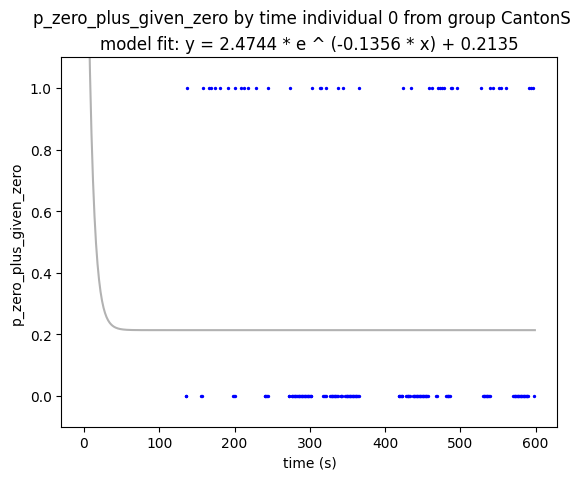 p_zero_plus_given_zero by time individual 0 from group CantonS
model fit: y = 2.4744 * e ^ (-0.1356 * x) + 0.2135
p_zero_plus_given_zero
1.0
0.8
0.6
0.4
0.2
0.0
0 100 200 300 400 500 600
time (s)